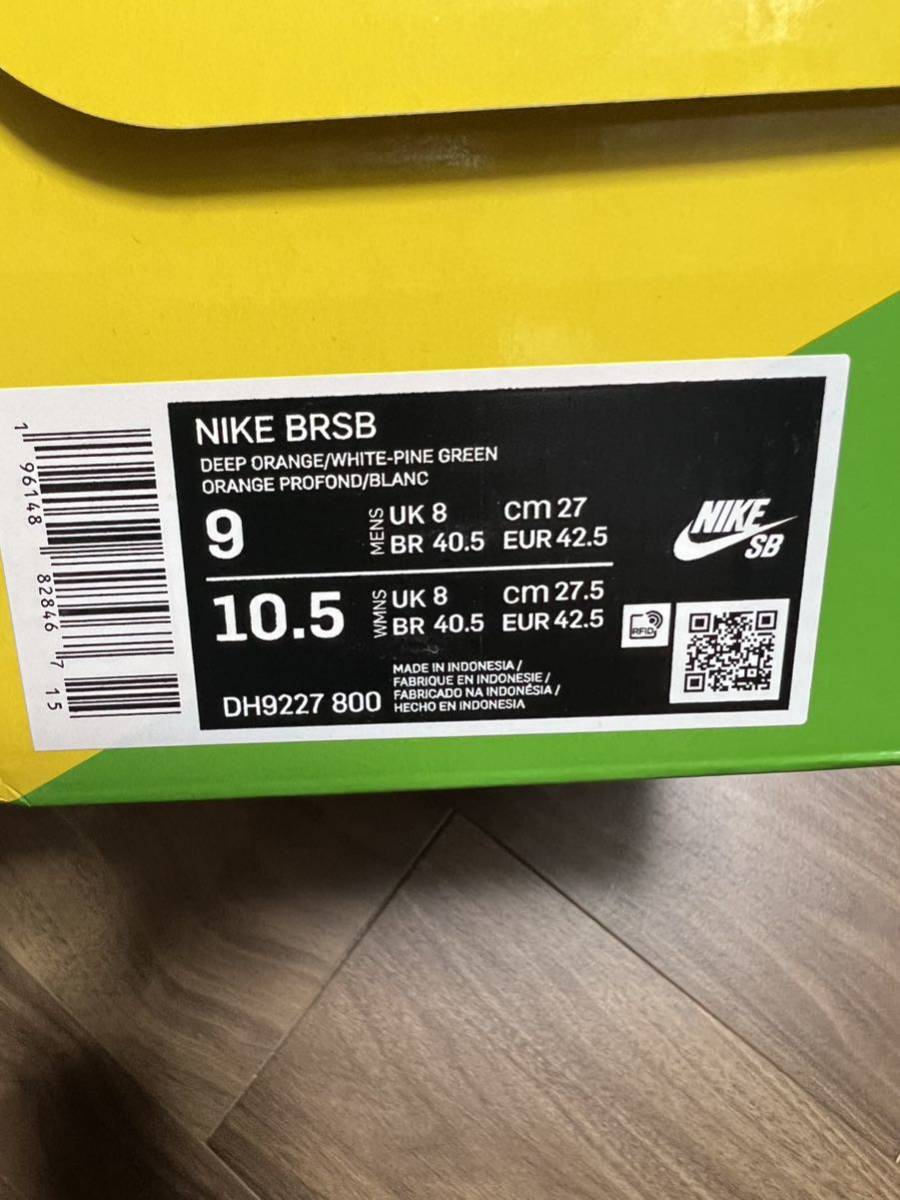 NIKE BRSB
DEEP ORANGE/WHITE-PINE GREEN
ORANGE PROFOND/BLANC
9
MENS
UK 8 cm 27
BR 40.5 EUR 42.5
10.5
WMNS
UK 8 cm 27.5
BR 40.5 EUR 42.5
DH9227 800
MADE IN INDONESIA /
FABRIQUE EN INDONESIE /
FABRICADO NA INDONÉSIA /
HECHO EN INDONESIA
NIKE
SB
RFID
1 96148 82846 7 15